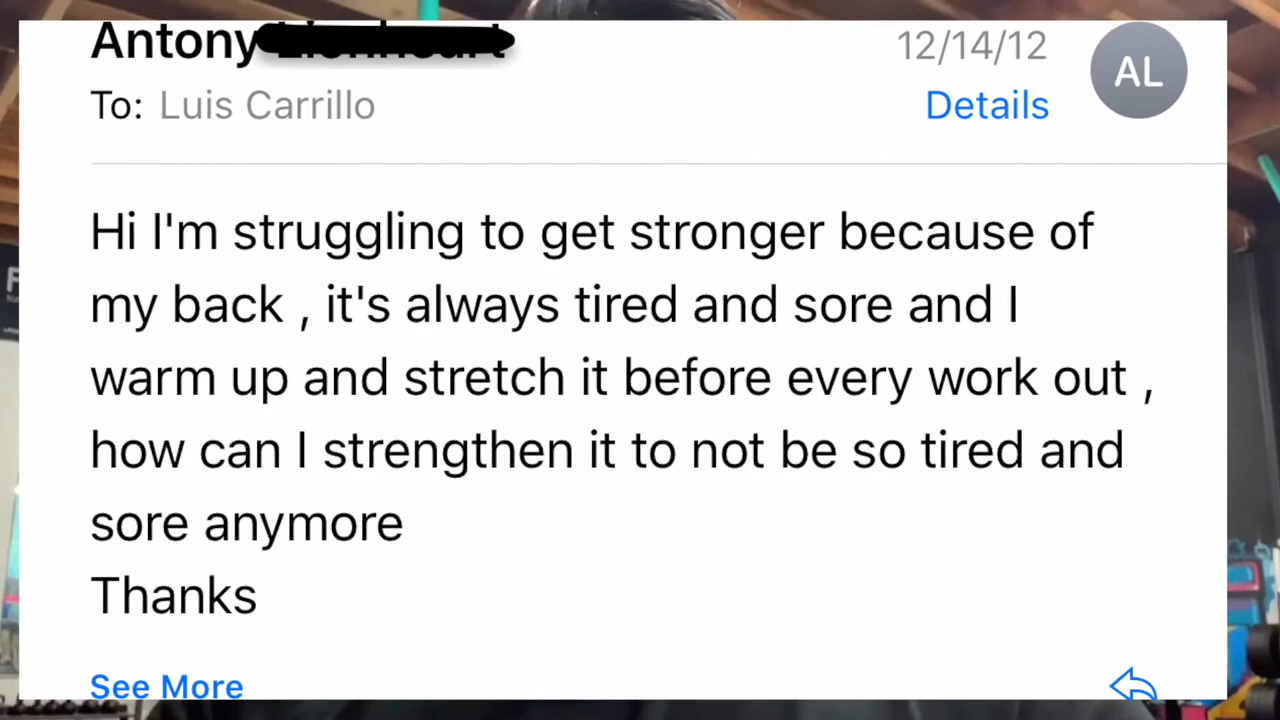 Antony
12/14/12
AL
To: Luis Carrillo
Details
Hi I'm struggling to get stronger because of
my back , it's always tired and sore and I
warm up and stretch it before every work out ,
how can I strengthen it to not be so tired and
sore anymore
Thanks
See More